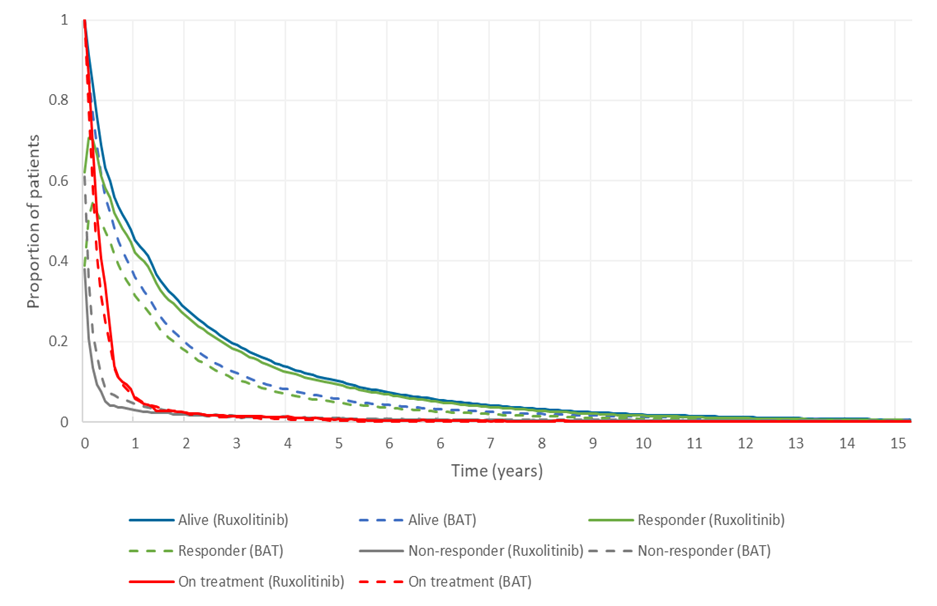 1
0.8
0.6
0.4
0.2
0
Proportion of patients
0 1 2 3 4 5 6 7 8 9 10 11 12 13 14 15
Time (years)
Alive (Ruxolitinib) Alive (BAT) Responder (Ruxolitinib)
Responder (BAT) Non-responder (Ruxolitinib) Non-responder (BAT)
On treatment (Ruxolitinib) On treatment (BAT)